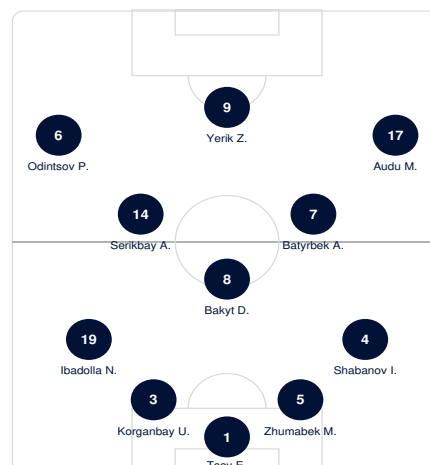 9
Yerik Z.
6
Odintsov P.
17
Audu M.
14
Serikbay A.
7
Batyrbek A.
8
Bakyt D.
19
Ibadolla N.
4
Shabanov I.
3
Korganbay U.
5
Zhumabek M.
1